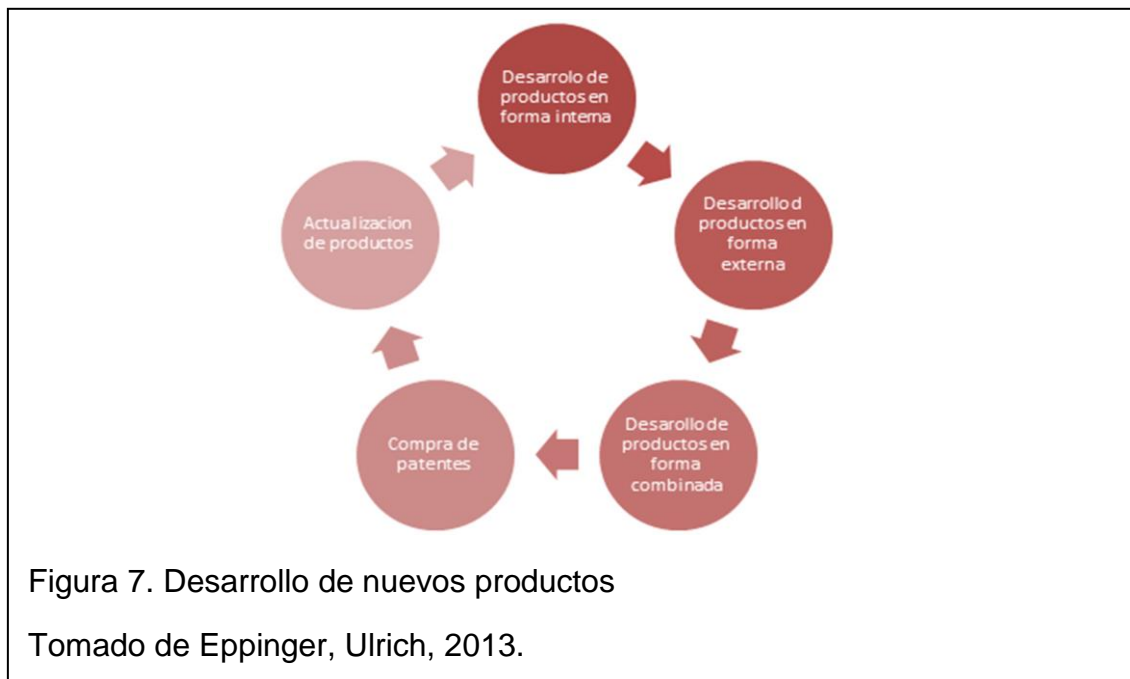 Desarrolo de
productos en
forma interna
Desarrollo d
productos en
forma
externa
Desarollo de
productos en
forma
combinada
Compra de
patentes
Actualizacion
de productos
Figura 7. Desarrollo de nuevos productos
Tomado de Eppinger, Ulrich, 2013.